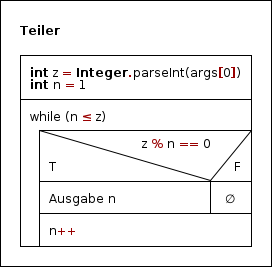 Teiler
int z = Integer.parseInt(args[0])
int n = 1
while (n ≤ z)
z % n == 0
T F
Ausgabe n ∅
n++